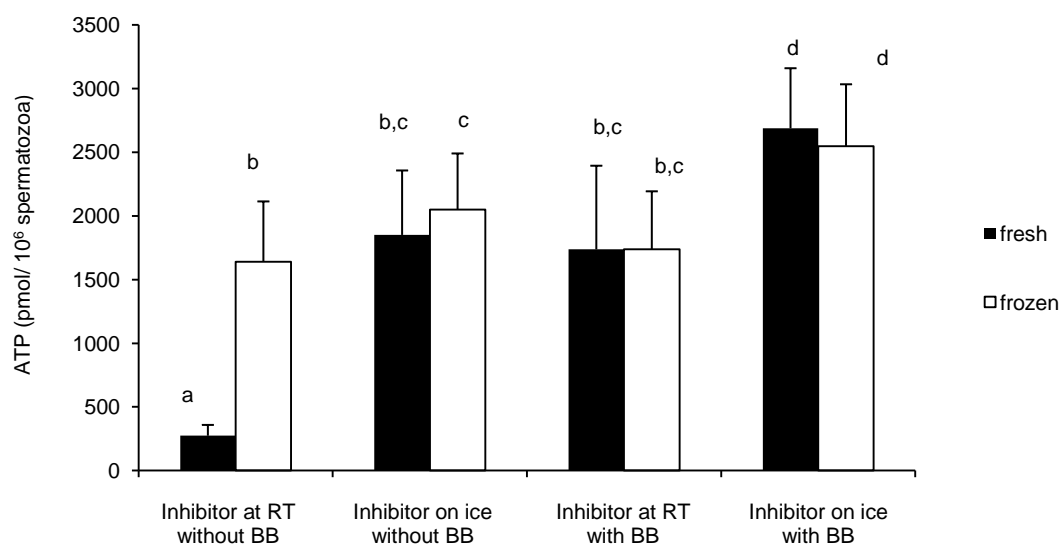 ATP (pmol/ 10⁶ spermatozoa)
3500
3000
2500
2000
1500
1000
500
0
a
b
b,c
c
b,c
b,c
d
d
fresh
frozen
Inhibitor at RT
without BB
Inhibitor on ice
without BB
Inhibitor at RT
with BB
Inhibitor on ice
with BB